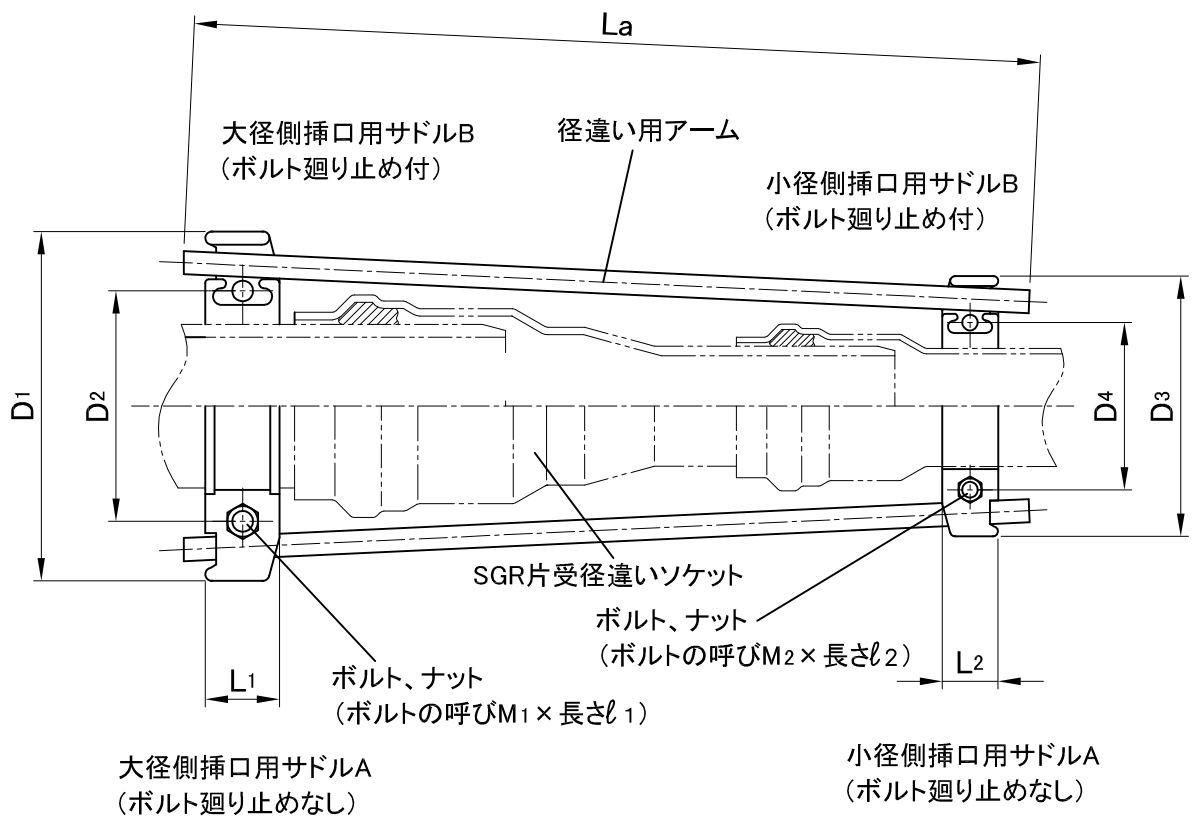 La
大径側挿口用サドルB
(ボルト廻り止め付)
径違い用アーム
小径側挿口用サドルB
(ボルト廻り止め付)
D1
D2
D4
D3
SGR片受径違いソケット
ボルト、ナット
(ボルトの呼びM2×長さℓ2)
L1
L2
ボルト、ナット
(ボルトの呼びM1×長さℓ1)
大径側挿口用サドルA
(ボルト廻り止めなし)
小径側挿口用サドルA
(ボルト廻り止めなし)